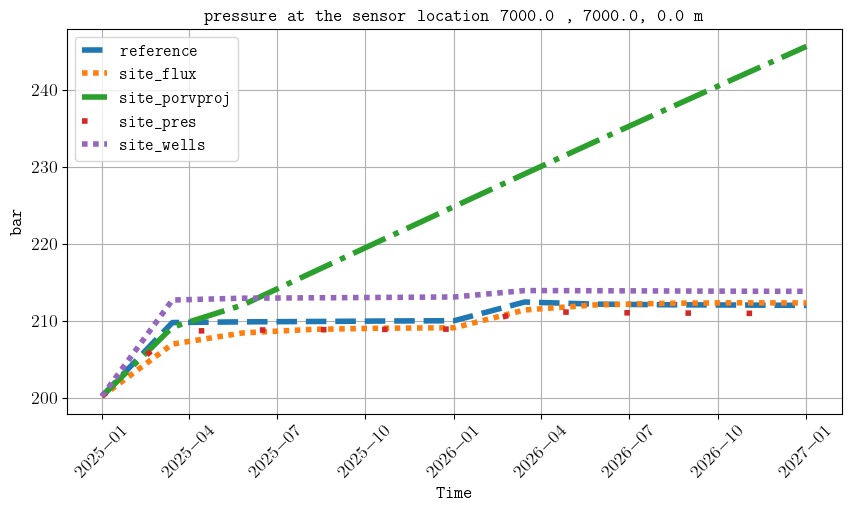 pressure at the sensor location 7000.0 , 7000.0, 0.0 m
reference
site_flux
site_porvproj
site_pres
site_wells
bar
240
230
220
210
200
2025-01
2025-04
2025-07
2025-10
2026-01
2026-04
2026-07
2026-10
2027-01
Time